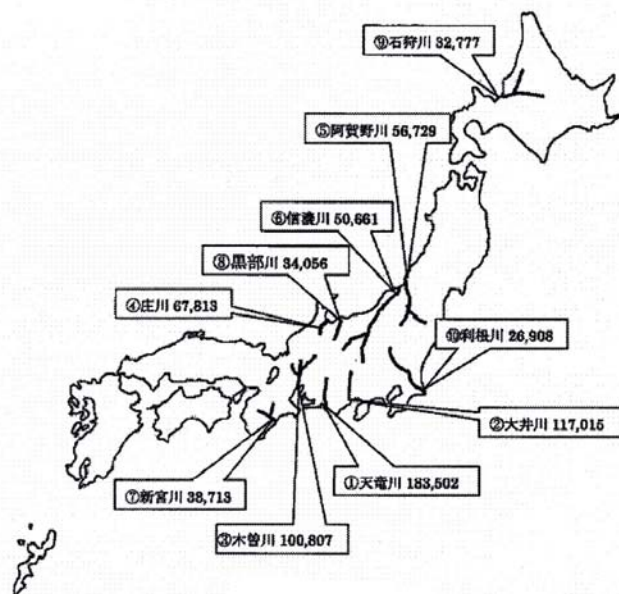 ⑨石狩川 32,777
⑤阿賀野川 56,729
⑥信濃川 50,661
⑧黒部川 34,056
④庄川 67,813
⑩利根川 26,908
②大井川 117,015
①天竜川 183,502
⑦新宮川 38,713
③木曽川 100,807